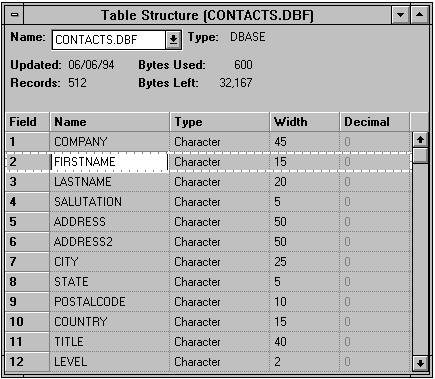 Table Structure (CONTACTS.DBF)
Name: CONTACTS.DBF Type: DBASE
Updated: 06/06/94 Bytes Used: 600
Records: 512 Bytes Left: 32,167
Field Name Type Width Decimal
1 COMPANY Character 45 0
2 FIRSTNAME Character 15 0
3 LASTNAME Character 20 0
4 SALUTATION Character 5 0
5 ADDRESS Character 50 0
6 ADDRESS2 Character 50 0
7 CITY Character 25 0
8 STATE Character 5 0
9 POSTALCODE Character 10 0
10 COUNTRY Character 15 0
11 TITLE Character 40 0
12 LEVEL Character 2 0